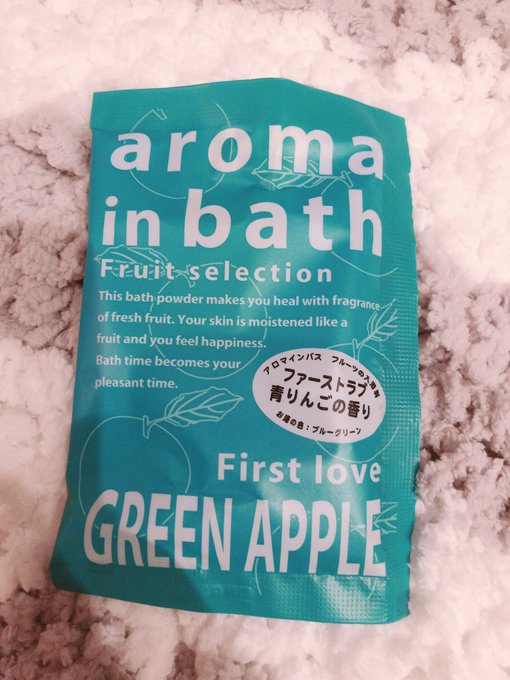 aroma
in bath
Fruit selection
This bath powder makes you heal with fragrance
of fresh fruit. Your skin is moistened like a
fruit and you feel happiness.
Bath time becomes your
pleasant time.
アロマインバス フルーツの入浴料
ファーストラブ
青りんごの香り
お湯の色：ブルーグリーン
First love
GREEN APPLE